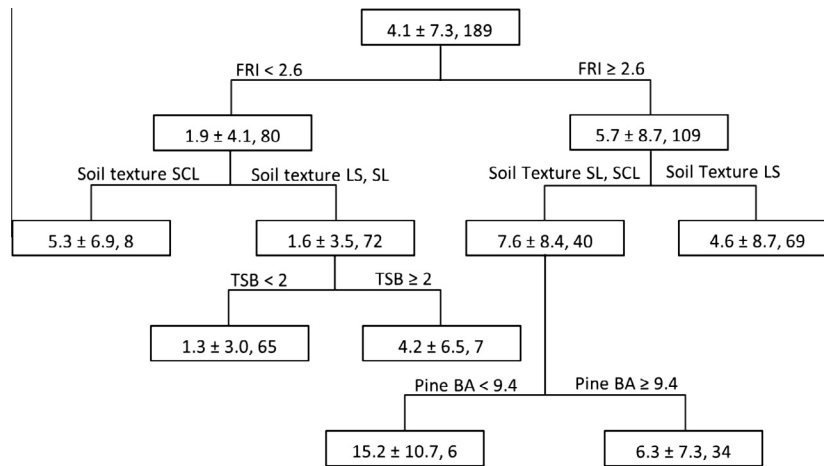 4.1 ± 7.3, 189
FRI < 2.6
FRI ≥ 2.6
1.9 ± 4.1, 80
5.7 ± 8.7, 109
Soil texture SCL
Soil texture LS, SL
Soil Texture SL, SCL
Soil Texture LS
5.3 ± 6.9, 8
1.6 ± 3.5, 72
7.6 ± 8.4, 40
4.6 ± 8.7, 69
TSB < 2
TSB ≥ 2
1.3 ± 3.0, 65
4.2 ± 6.5, 7
Pine BA < 9.4
Pine BA ≥ 9.4
15.2 ± 10.7, 6
6.3 ± 7.3, 34